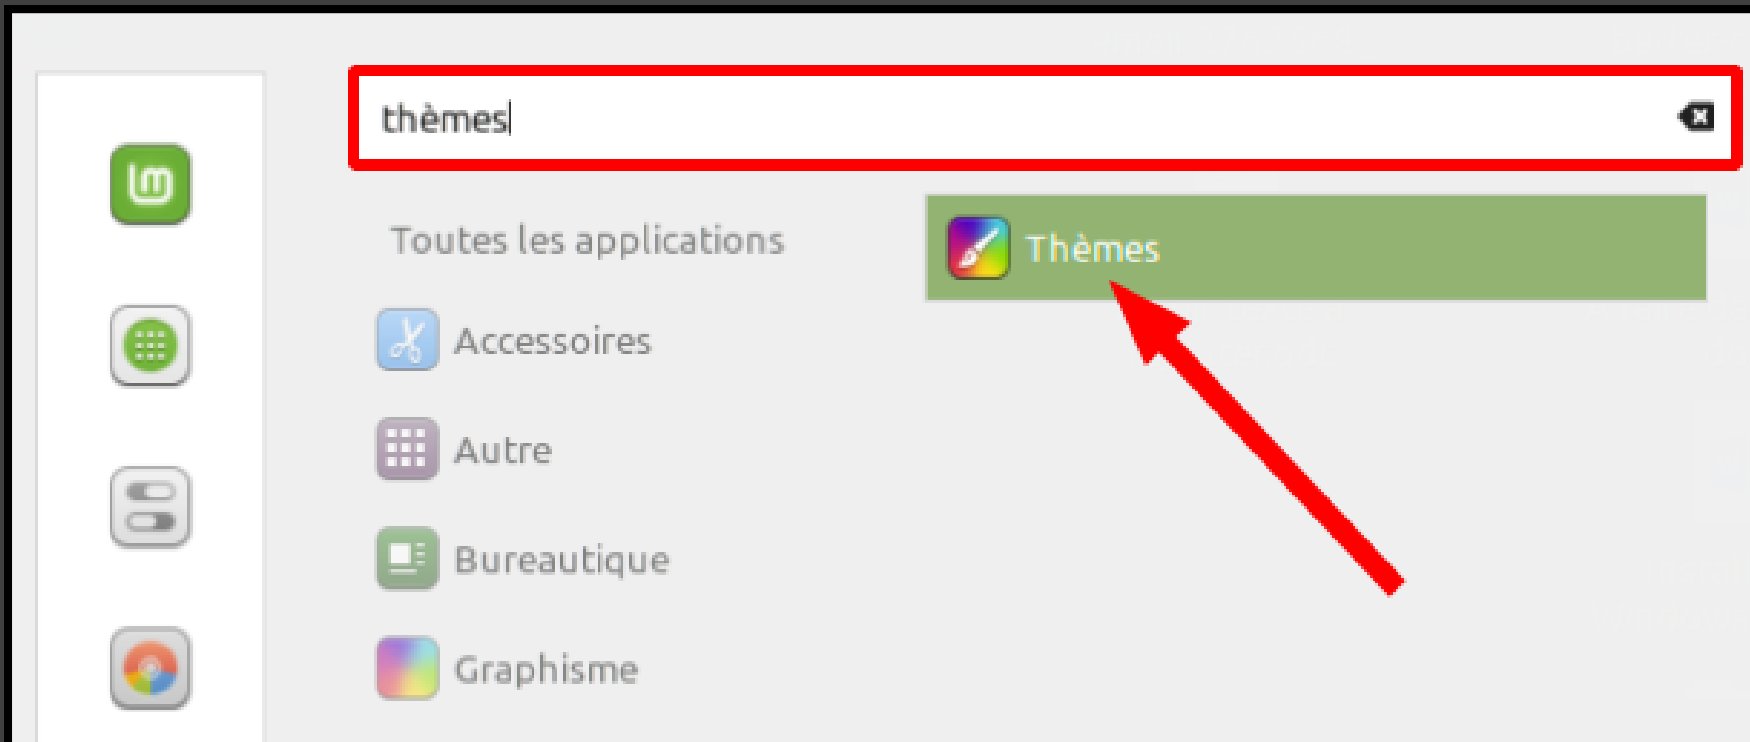 thèmes
Toutes les applications
Thèmes
Accessoires
Autre
Bureautique
Graphisme